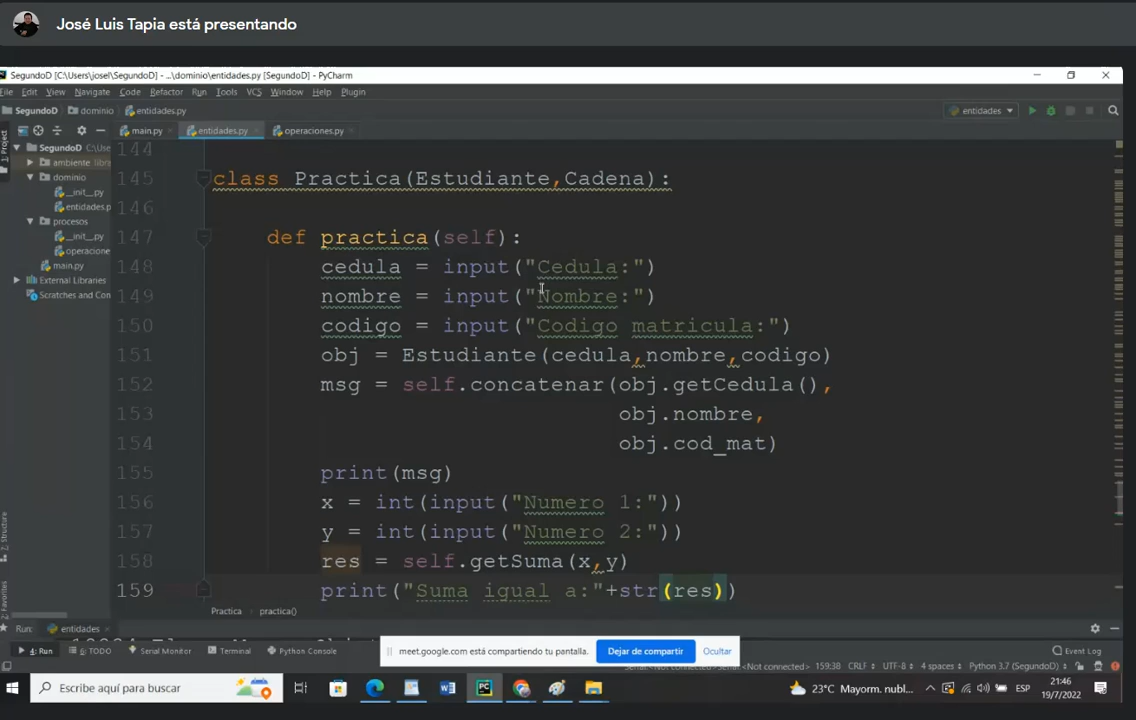 José Luis Tapia está presentando
SegundoD [C:\Users\josel\SegundoD] - ...\dominio\entidades.py [SegundoD] - PyCharm
File Edit View Navigate Code Refactor Run Tools VCS Window Help Plugin
SegundoD dominio entidades.py
entidades
Project
main.py entidades.py operaciones.py
SegundoD C:\Use
ambiente libra
dominio
__init__.py
entidades.p
procesos
__init__.py
operacione
main.py
External Libraries
Scratches and Con
144
145 class Practica(Estudiante,Cadena):
146
147 def practica(self):
148 cedula = input("Cedula:")
149 nombre = input("Nombre:")
150 codigo = input("Codigo matricula:")
151 obj = Estudiante(cedula,nombre,codigo)
152 msg = self.concatenar(obj.getCedula(),
153 obj.nombre,
154 obj.cod_mat)
155 print(msg)
156 x = int(input("Numero 1:"))
157 y = int(input("Numero 2:"))
158 res = self.getSuma(x,y)
159 print("Suma igual a:"+str(res))
Practica practica()
Structure
Favorites
Run: entidades
meet.google.com está compartiendo tu pantalla. Dejar de compartir Ocultar
4: Run 6: TODO Serial Monitor Terminal Python Console Event Log
159:38 CRLF UTF-8 4 spaces Python 3.7 (SegundoD)
Escribe aquí para buscar
23°C Mayorm. nubl... ESP
21:46
19/7/2022